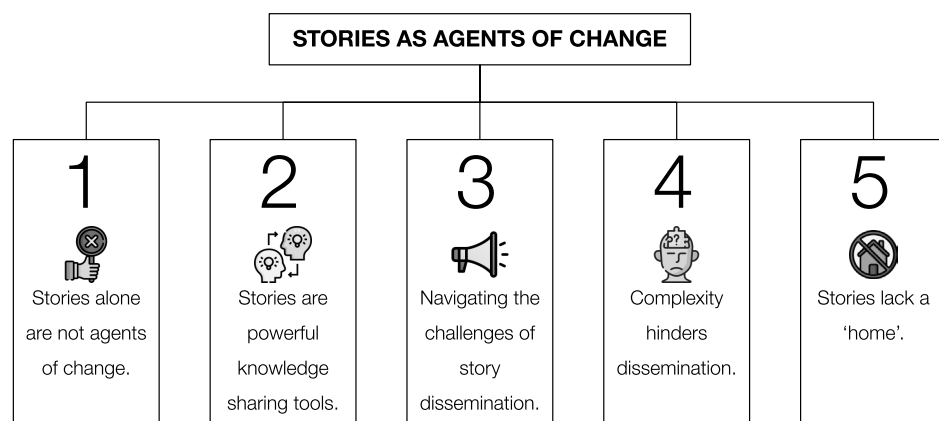 STORIES AS AGENTS OF CHANGE
1
Stories alone
are not agents
of change.
2
Stories are
powerful
knowledge
sharing tools.
3
Navigating the
challenges of
story
dissemination.
4
??
Complexity
hinders
dissemination.
5
Stories lack a
‘home’.